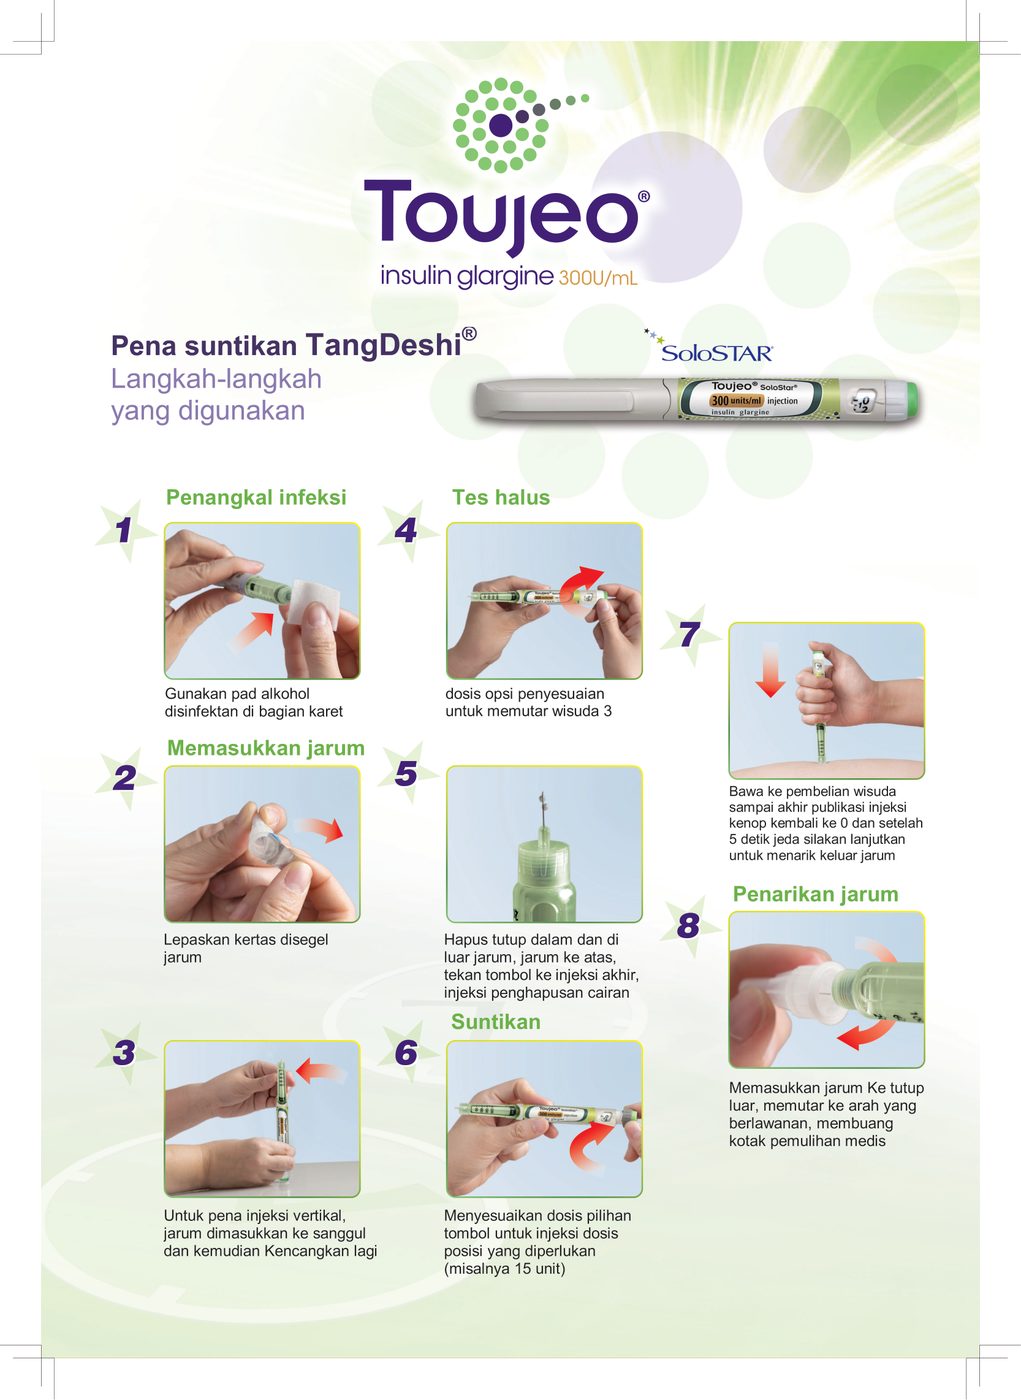 Toujeo®
insulin glargine 300U/mL
Pena suntikan TangDeshi®
Langkah-langkah
yang digunakan
SoloSTAR®
Toujeo® SoloStar®
300 units/ml injection
insulin glargine
1
Penangkal infeksi
Gunakan pad alkohol
disinfektan di bagian karet
2
Memasukkan jarum
Lepaskan kertas disegel
jarum
3
Untuk pena injeksi vertikal,
jarum dimasukkan ke sanggul
dan kemudian Kencangkan lagi
4
Tes halus
dosis opsi penyesuaian
untuk memutar wisuda 3
5
Hapus tutup dalam dan di
luar jarum, jarum ke atas,
tekan tombol ke injeksi akhir,
injeksi penghapusan cairan
6
Suntikan
Toujeo®
Menyesuaikan dosis pilihan
tombol untuk injeksi dosis
posisi yang diperlukan
(misalnya 15 unit)
7
Bawa ke pembelian wisuda
sampai akhir publikasi injeksi
kenop kembali ke 0 dan setelah
5 detik jeda silakan lanjutkan
untuk menarik keluar jarum
8
Penarikan jarum
Memasukkan jarum Ke tutup
luar, memutar ke arah yang
berlawanan, membuang
kotak pemulihan medis